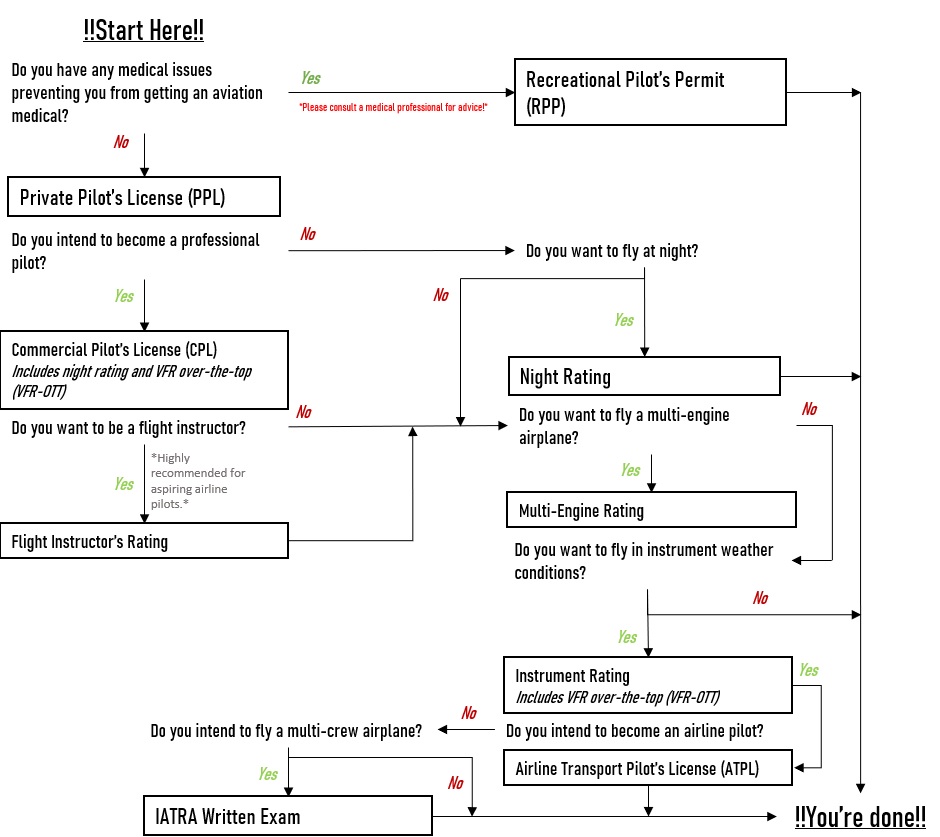 !!Start Here!!
Do you have any medical issues
preventing you from getting an aviation
medical?
Yes
*Please consult a medical professional for advice!*
Recreational Pilot's Permit
(RPP)
No
Private Pilot's License (PPL)
Do you intend to become a professional
pilot?
No
Do you want to fly at night?
Yes
No
Yes
Commercial Pilot's License (CPL)
Includes night rating and VFR over-the-top
(VFR-OTT)
Night Rating
Do you want to be a flight instructor?
No
Do you want to fly a multi-engine
airplane?
No
Yes
*Highly
recommended for
aspiring airline
pilots.*
Yes
Multi-Engine Rating
Flight Instructor's Rating
Do you want to fly in instrument weather
conditions?
No
Yes
Instrument Rating
Includes VFR over-the-top (VFR-OTT)
Yes
Do you intend to fly a multi-crew airplane?
No
Do you intend to become an airline pilot?
Yes
No
Airline Transport Pilot's License (ATPL)
IATRA Written Exam
!!You're done!!